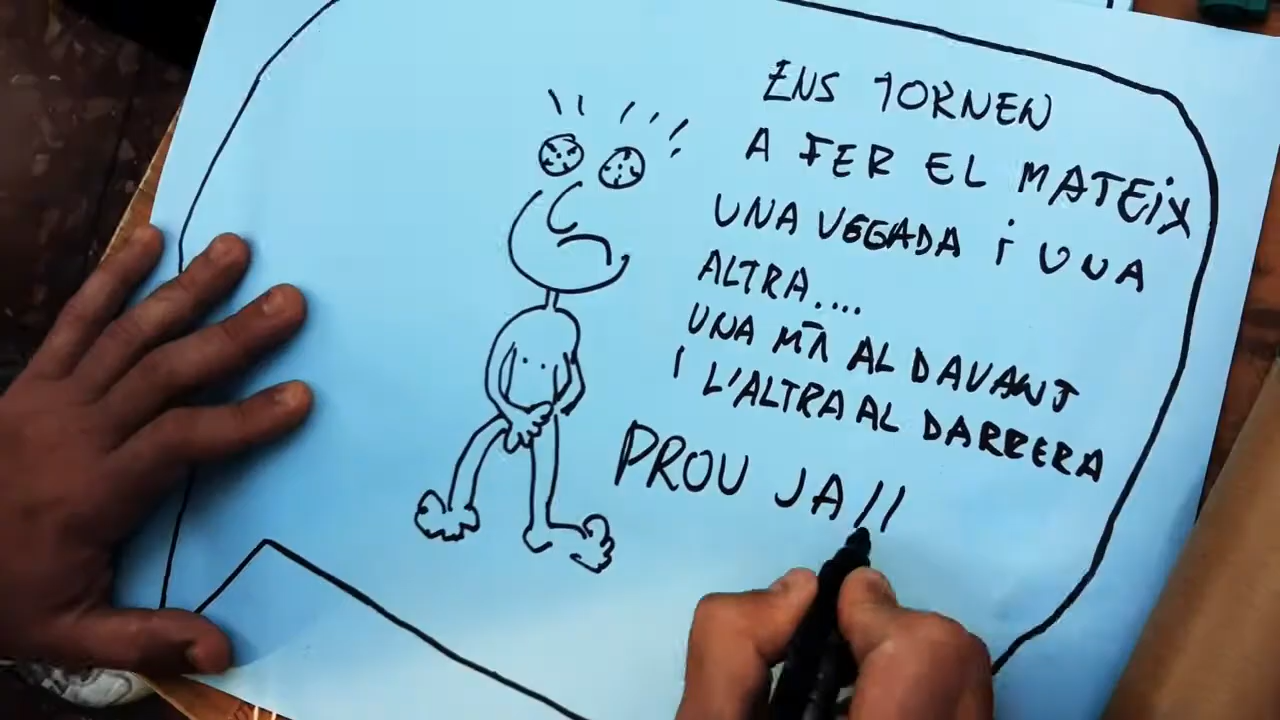 ENS TORNEN
A FER EL MATEiX
UNA VEGADA i UNA
ALTRA....
UNA MÀ AL DAVANT
I L'ALTRA AL DARRERA
PROU JA!!